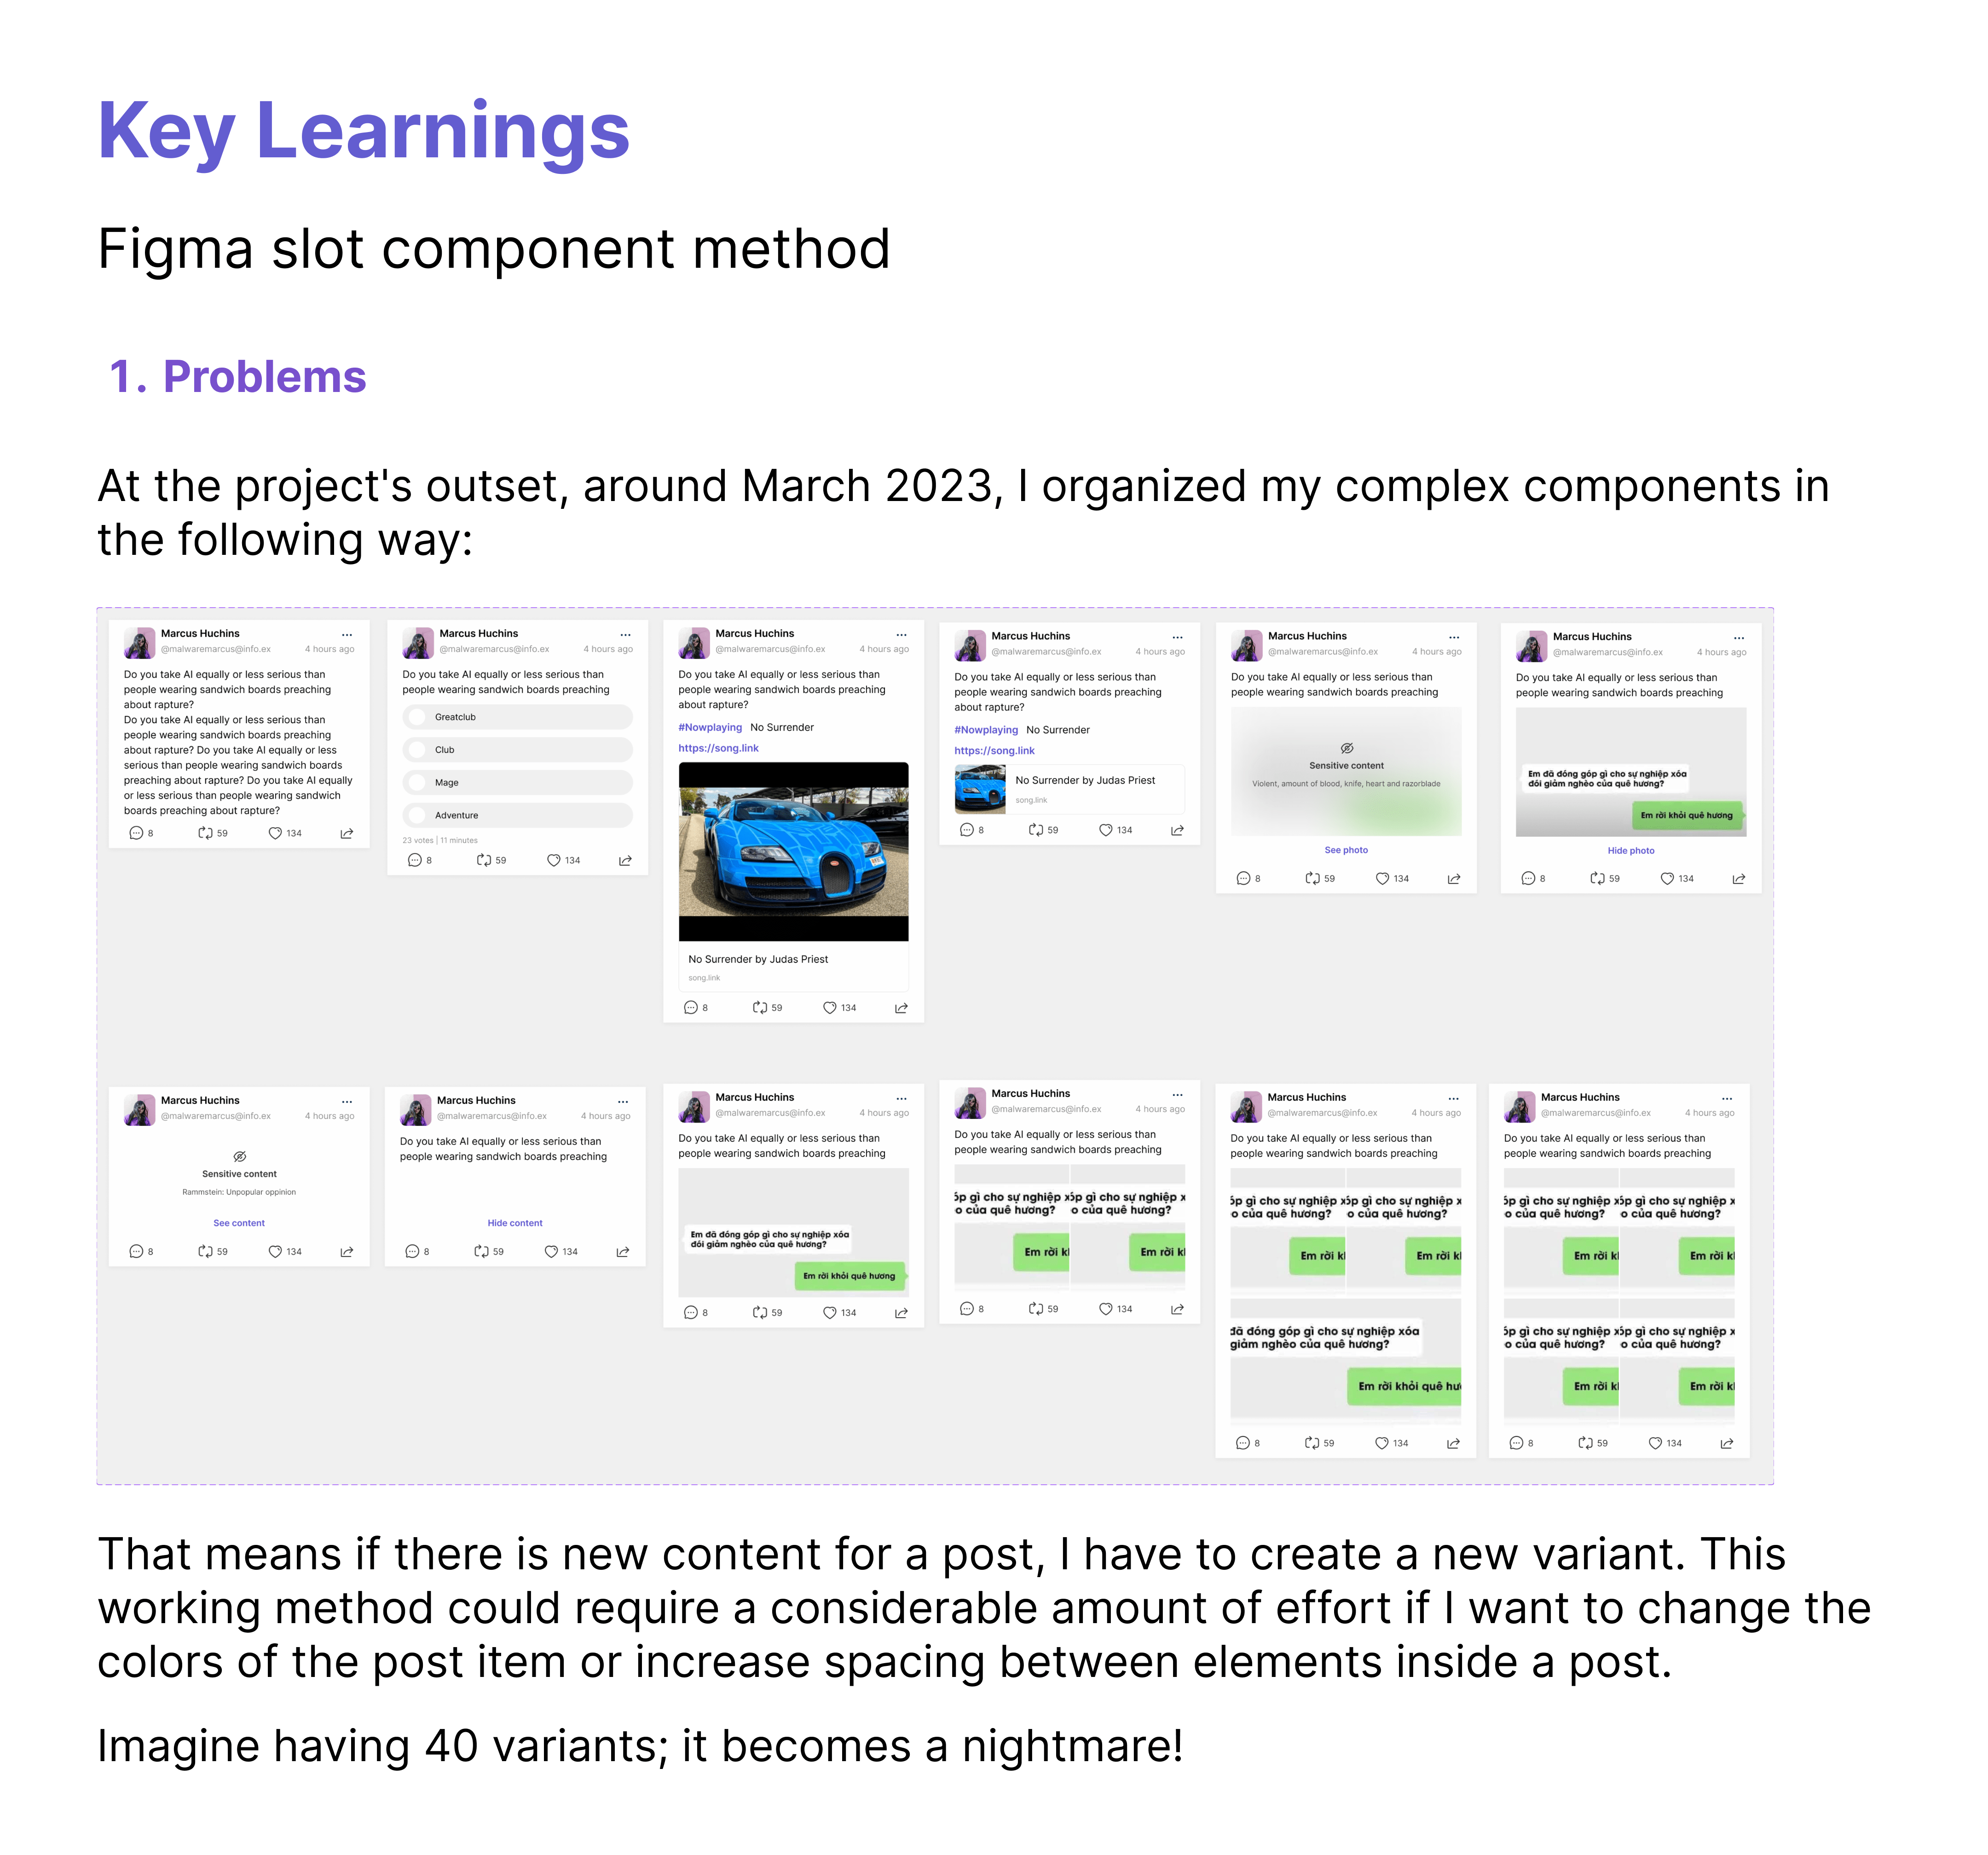 Key Learnings
Figma slot component method
1. Problems
At the project's outset, around March 2023, I organized my complex components in
the following way:
Marcus Huchins
@malwaremarcus@info.ex 4 hours ago
Do you take AI equally or less serious than
people wearing sandwich boards preaching
about rapture?
Do you take AI equally or less serious than
people wearing sandwich boards preaching
about rapture? Do you take AI equally or less
serious than people wearing sandwich boards
preaching about rapture? Do you take AI equally
or less serious than people wearing sandwich
boards preaching about rapture?
8 59 134
Marcus Huchins
@malwaremarcus@info.ex 4 hours ago
Do you take AI equally or less serious than
people wearing sandwich boards preaching
Greatclub
Club
Mage
Adventure
23 votes | 11 minutes
8 59 134
Marcus Huchins
@malwaremarcus@info.ex 4 hours ago
Do you take AI equally or less serious than
people wearing sandwich boards preaching
about rapture?
#Nowplaying No Surrender
https://song.link
No Surrender by Judas Priest
song.link
8 59 134
Marcus Huchins
@malwaremarcus@info.ex 4 hours ago
Do you take AI equally or less serious than
people wearing sandwich boards preaching
about rapture?
#Nowplaying No Surrender
https://song.link
No Surrender by Judas Priest
song.link
8 59 134
Marcus Huchins
@malwaremarcus@info.ex 4 hours ago
Do you take AI equally or less serious than
people wearing sandwich boards preaching
Sensitive content
Violent, amount of blood, knife, heart and razorblade
See photo
8 59 134
Marcus Huchins
@malwaremarcus@info.ex 4 hours ago
Do you take AI equally or less serious than
people wearing sandwich boards preaching
Em đã đóng góp gì cho sự nghiệp xóa
đói giảm nghèo của quê hương?
Em rời khỏi quê hương
Hide photo
8 59 134
Marcus Huchins
@malwaremarcus@info.ex 4 hours ago
Sensitive content
Rammstein: Unpopular oppinion
See content
8 59 134
Marcus Huchins
@malwaremarcus@info.ex 4 hours ago
Do you take AI equally or less serious than
people wearing sandwich boards preaching
Hide content
8 59 134
Marcus Huchins
@malwaremarcus@info.ex 4 hours ago
Do you take AI equally or less serious than
people wearing sandwich boards preaching
Em đã đóng góp gì cho sự nghiệp xóa
đói giảm nghèo của quê hương?
Em rời khỏi quê hương
8 59 134
Marcus Huchins
@malwaremarcus@info.ex 4 hours ago
Do you take AI equally or less serious than
people wearing sandwich boards preaching
óp gì cho sự nghiệp x óp gì cho sự nghiệp x
o của quê hương? o của quê hương?
Em rời k Em rời k
8 59 134
Marcus Huchins
@malwaremarcus@info.ex 4 hours ago
Do you take AI equally or less serious than
people wearing sandwich boards preaching
óp gì cho sự nghiệp x óp gì cho sự nghiệp x
o của quê hương? o của quê hương?
Em rời k Em rời k
đã đóng góp gì cho sự nghiệp xóa
giảm nghèo của quê hương?
Em rời khỏi quê hư
8 59 134
Marcus Huchins
@malwaremarcus@info.ex 4 hours ago
Do you take AI equally or less serious than
people wearing sandwich boards preaching
óp gì cho sự nghiệp x óp gì cho sự nghiệp x
o của quê hương? o của quê hương?
Em rời k Em rời k
óp gì cho sự nghiệp x óp gì cho sự nghiệp x
o của quê hương? o của quê hương?
Em rời k Em rời k
8 59 134
That means if there is new content for a post, I have to create a new variant. This
working method could require a considerable amount of effort if I want to change the
colors of the post item or increase spacing between elements inside a post.
Imagine having 40 variants; it becomes a nightmare!